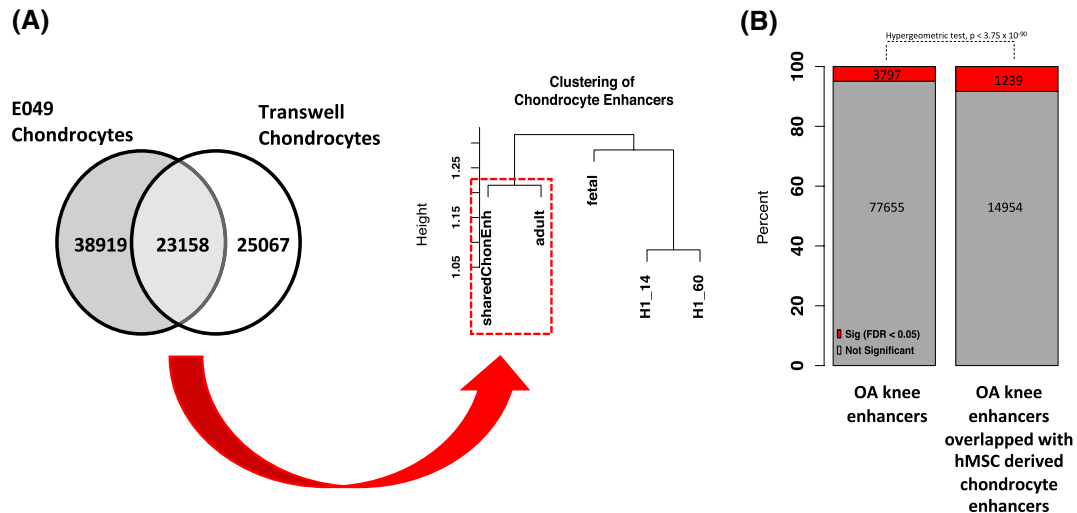 (A)
E049
Chondrocytes
Transwell
Chondrocytes
38919
23158
25067
Clustering of
Chondrocyte Enhancers
Height
1.25
1.15
1.05
sharedChonEnh
adult
fetal
H1_14
H1_60
(B)
Hypergeometric test, p < 3.75 x 10⁻⁹⁰
Percent
100
80
60
40
20
0
3797
1239
77655
14954
Sig (FDR < 0.05)
Not Significant
OA knee
enhancers
OA knee
enhancers
overlapped with
hMSC derived
chondrocyte
enhancers